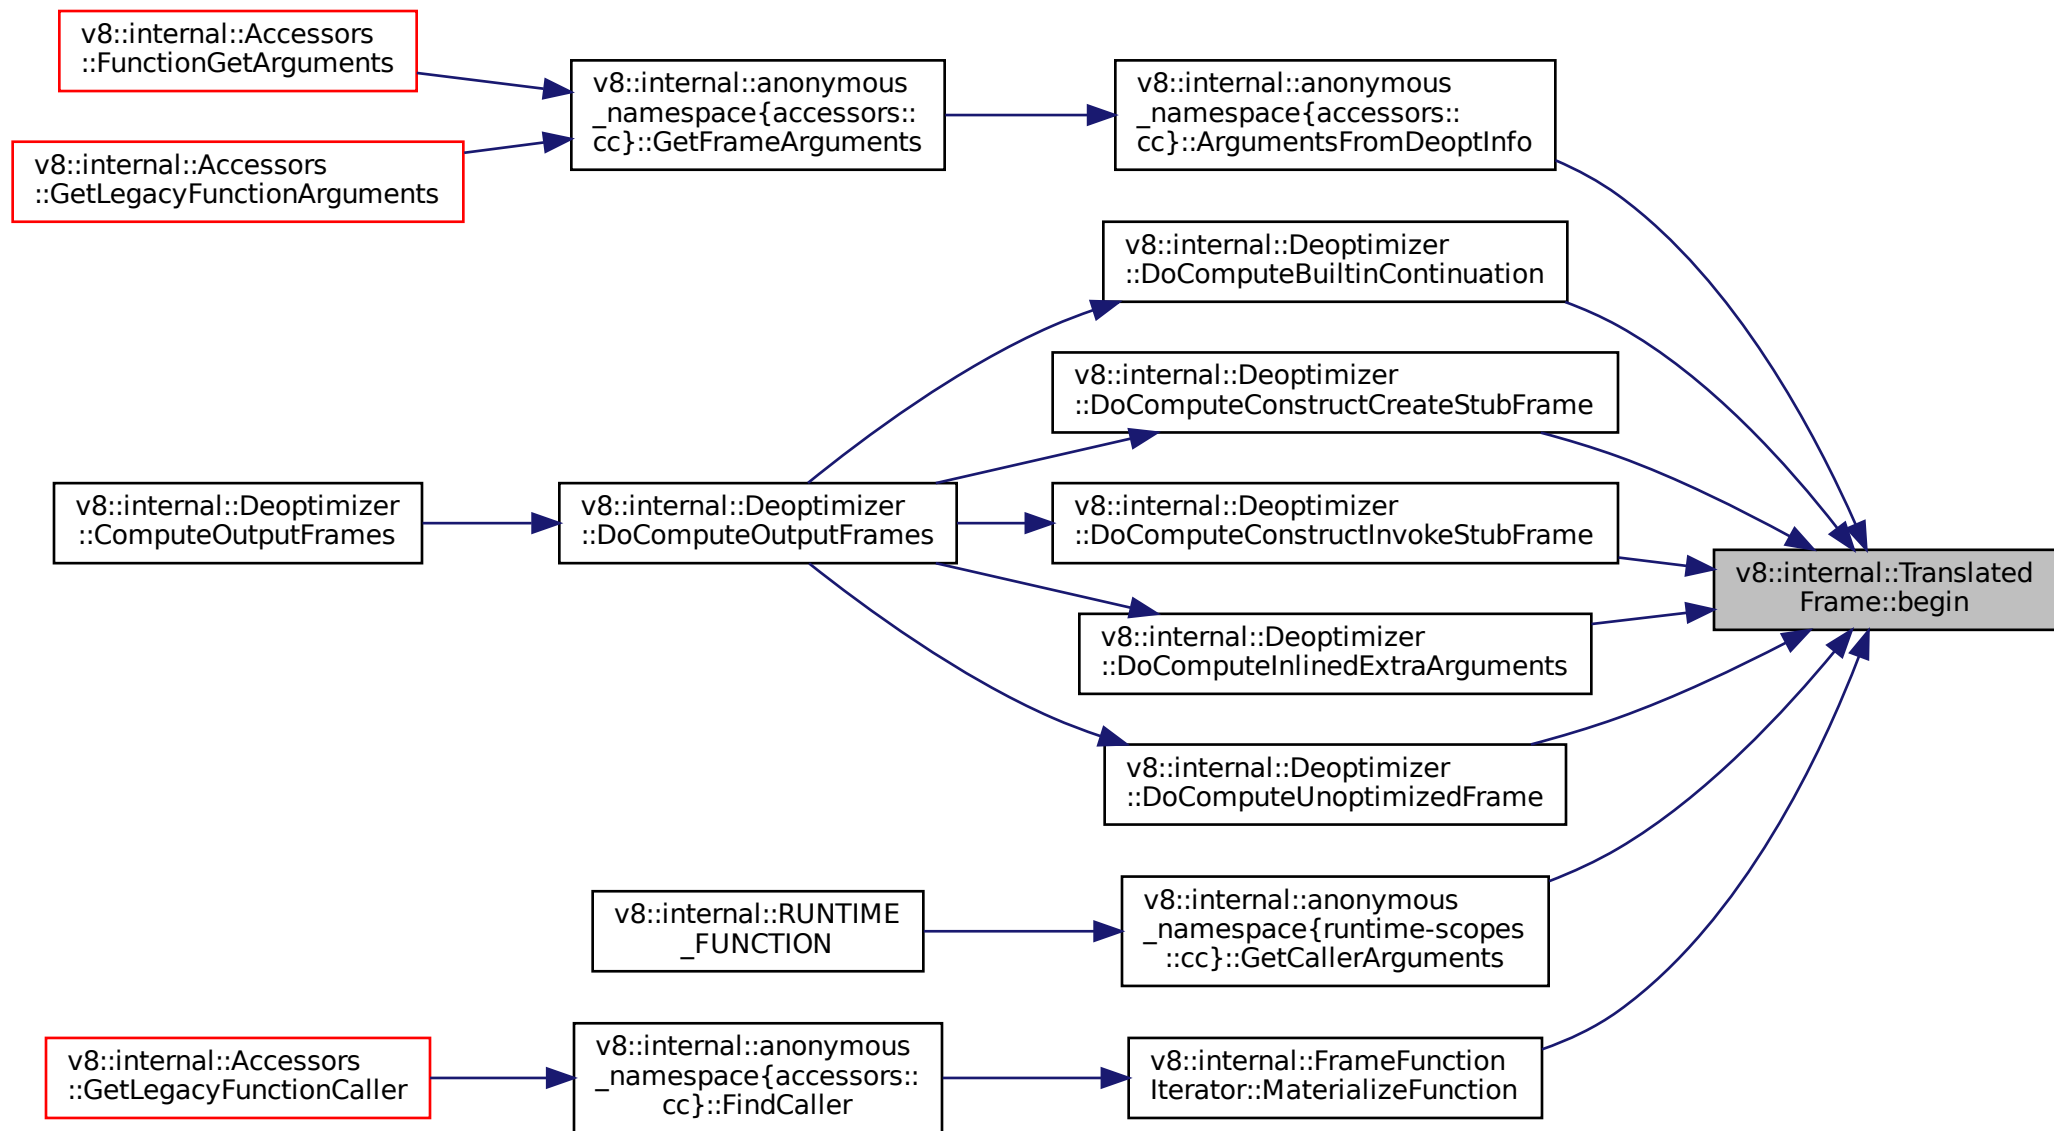 v8::internal::Accessors
::FunctionGetArguments
v8::internal::Accessors
::GetLegacyFunctionArguments
v8::internal::anonymous
_namespace{accessors::
cc}::GetFrameArguments
v8::internal::anonymous
_namespace{accessors::
cc}::ArgumentsFromDeoptInfo
v8::internal::Deoptimizer
::DoComputeBuiltinContinuation
v8::internal::Deoptimizer
::DoComputeConstructCreateStubFrame
v8::internal::Deoptimizer
::ComputeOutputFrames
v8::internal::Deoptimizer
::DoComputeOutputFrames
v8::internal::Deoptimizer
::DoComputeConstructInvokeStubFrame
v8::internal::Translated
Frame::begin
v8::internal::Deoptimizer
::DoComputeInlinedExtraArguments
v8::internal::Deoptimizer
::DoComputeUnoptimizedFrame
v8::internal::RUNTIME
_FUNCTION
v8::internal::anonymous
_namespace{runtime-scopes
::cc}::GetCallerArguments
v8::internal::Accessors
::GetLegacyFunctionCaller
v8::internal::anonymous
_namespace{accessors::
cc}::FindCaller
v8::internal::FrameFunction
Iterator::MaterializeFunction